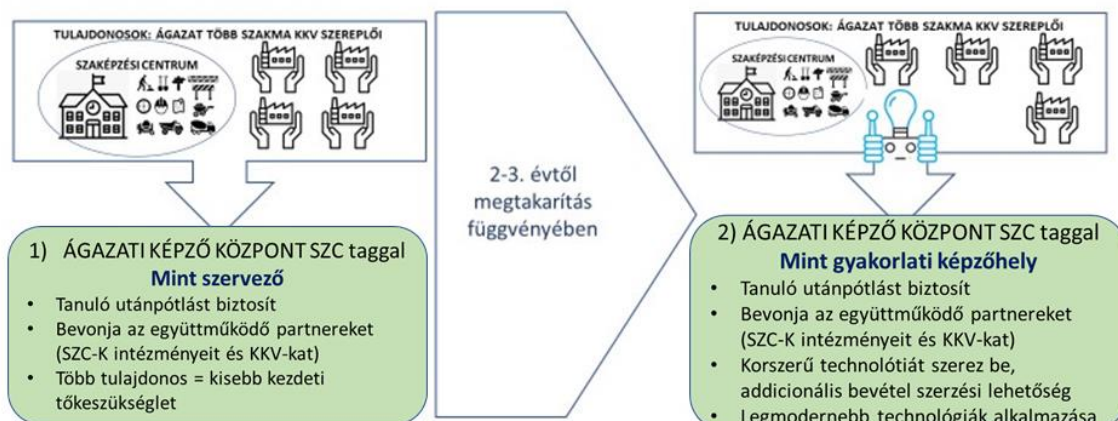 TULAJDONOSOK: ÁGAZAT TÖBB SZAKMA KKV SZEREPLŐI
SZAKÉPZÉSI CENTRUM
1) ÁGAZATI KÉPZŐ KÖZPONT SZC taggal
Mint szervező
• Tanuló utánpótlást biztosít
• Bevonja az együttműködő partnereket
(SZC-K intézményeit és KKV-kat)
• Több tulajdonos = kisebb kezdeti
tőkeszükséglet
2-3. évtől
megtakarítás
függvényében
TULAJDONOSOK: ÁGAZAT TÖBB SZAKMA KKV SZEREPLŐI
SZAKÉPZÉSI CENTRUM
2) ÁGAZATI KÉPZŐ KÖZPONT SZC taggal
Mint gyakorlati képzőhely
• Tanuló utánpótlást biztosít
• Bevonja az együttműködő partnereket
(SZC-K intézményeit és KKV-kat)
• Korszerű technolótiát szerez be,
addicionális bevétel szerzési lehetőség
• Legmodernebb technológiák alkalmazása